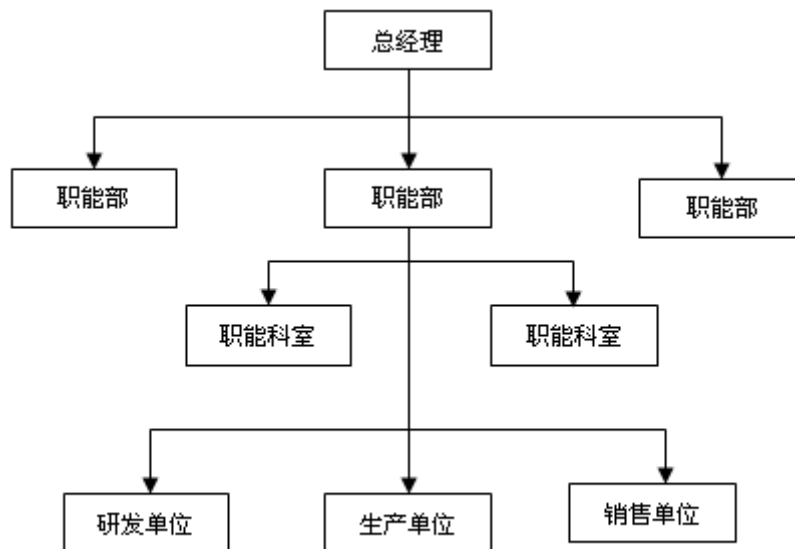 总经理
职能部
职能部
职能部
职能科室
职能科室
研发单位
生产单位
销售单位